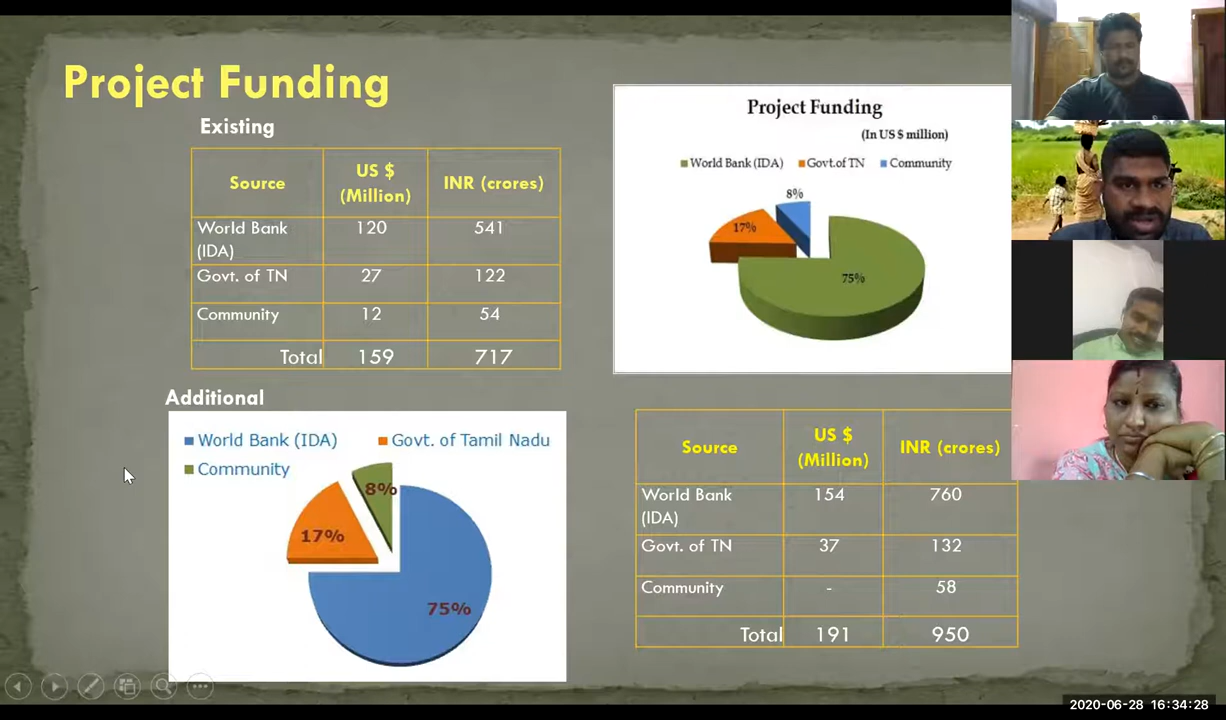 Project Funding
Existing
Source US $ (Million) INR (crores)
World Bank (IDA) 120 541
Govt. of TN 27 122
Community 12 54
Total 159 717
Project Funding
(In US $ million)
World Bank (IDA) Govt.of TN Community
8%
17%
75%
Additional
World Bank (IDA) Govt. of Tamil Nadu
Community
8%
17%
75%
Source US $ (Million) INR (crores)
World Bank (IDA) 154 760
Govt. of TN 37 132
Community - 58
Total 191 950
2020-06-28 16:34:28